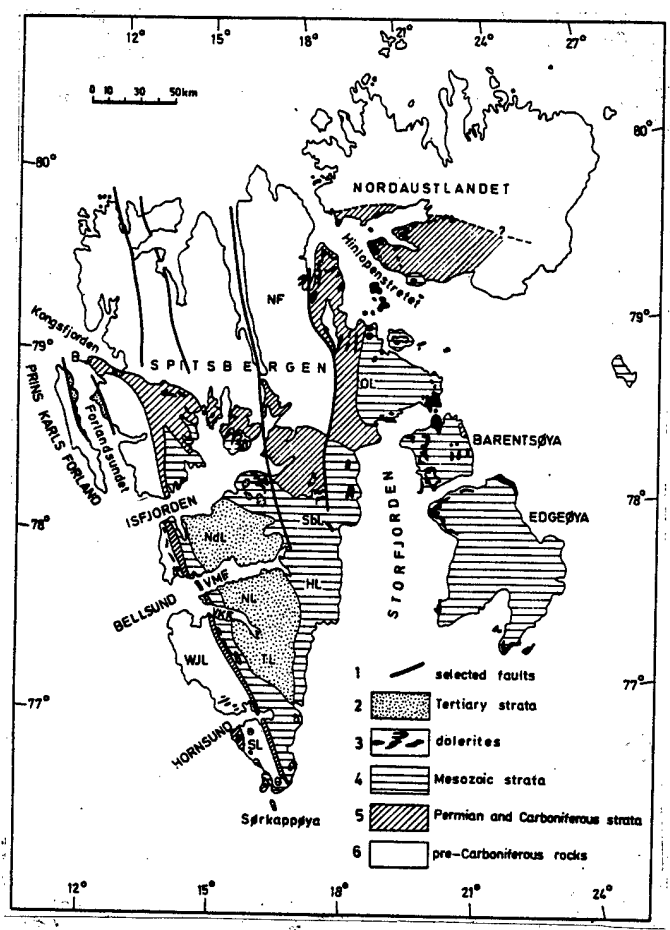 12° 15° 18° 21° 24° 27°
0 10 30 50km
80° 80°
NORDAUSTLANDET
?
Hinlopenstretet
NF
79° 79°
Kongsfjorden
B
SPITSBERGEN
OL
PRINS KARLS FORLAND
Forlandsundet
BARENTSØYA
78° 78°
ISFJORDEN
SbL
EDGEØYA
NdL
STORFJORDEN
HL
VMF
BELLSUND
NL
VKK
WJL
TL
77° 77°
HORNSUND
SL
Sørkappøya
1 selected faults
2 Tertiary strata
3 dolerites
4 Mesozoic strata
5 Permian and Carboniferous strata
6 pre-Carboniferous rocks
12° 15° 18° 21° 24°